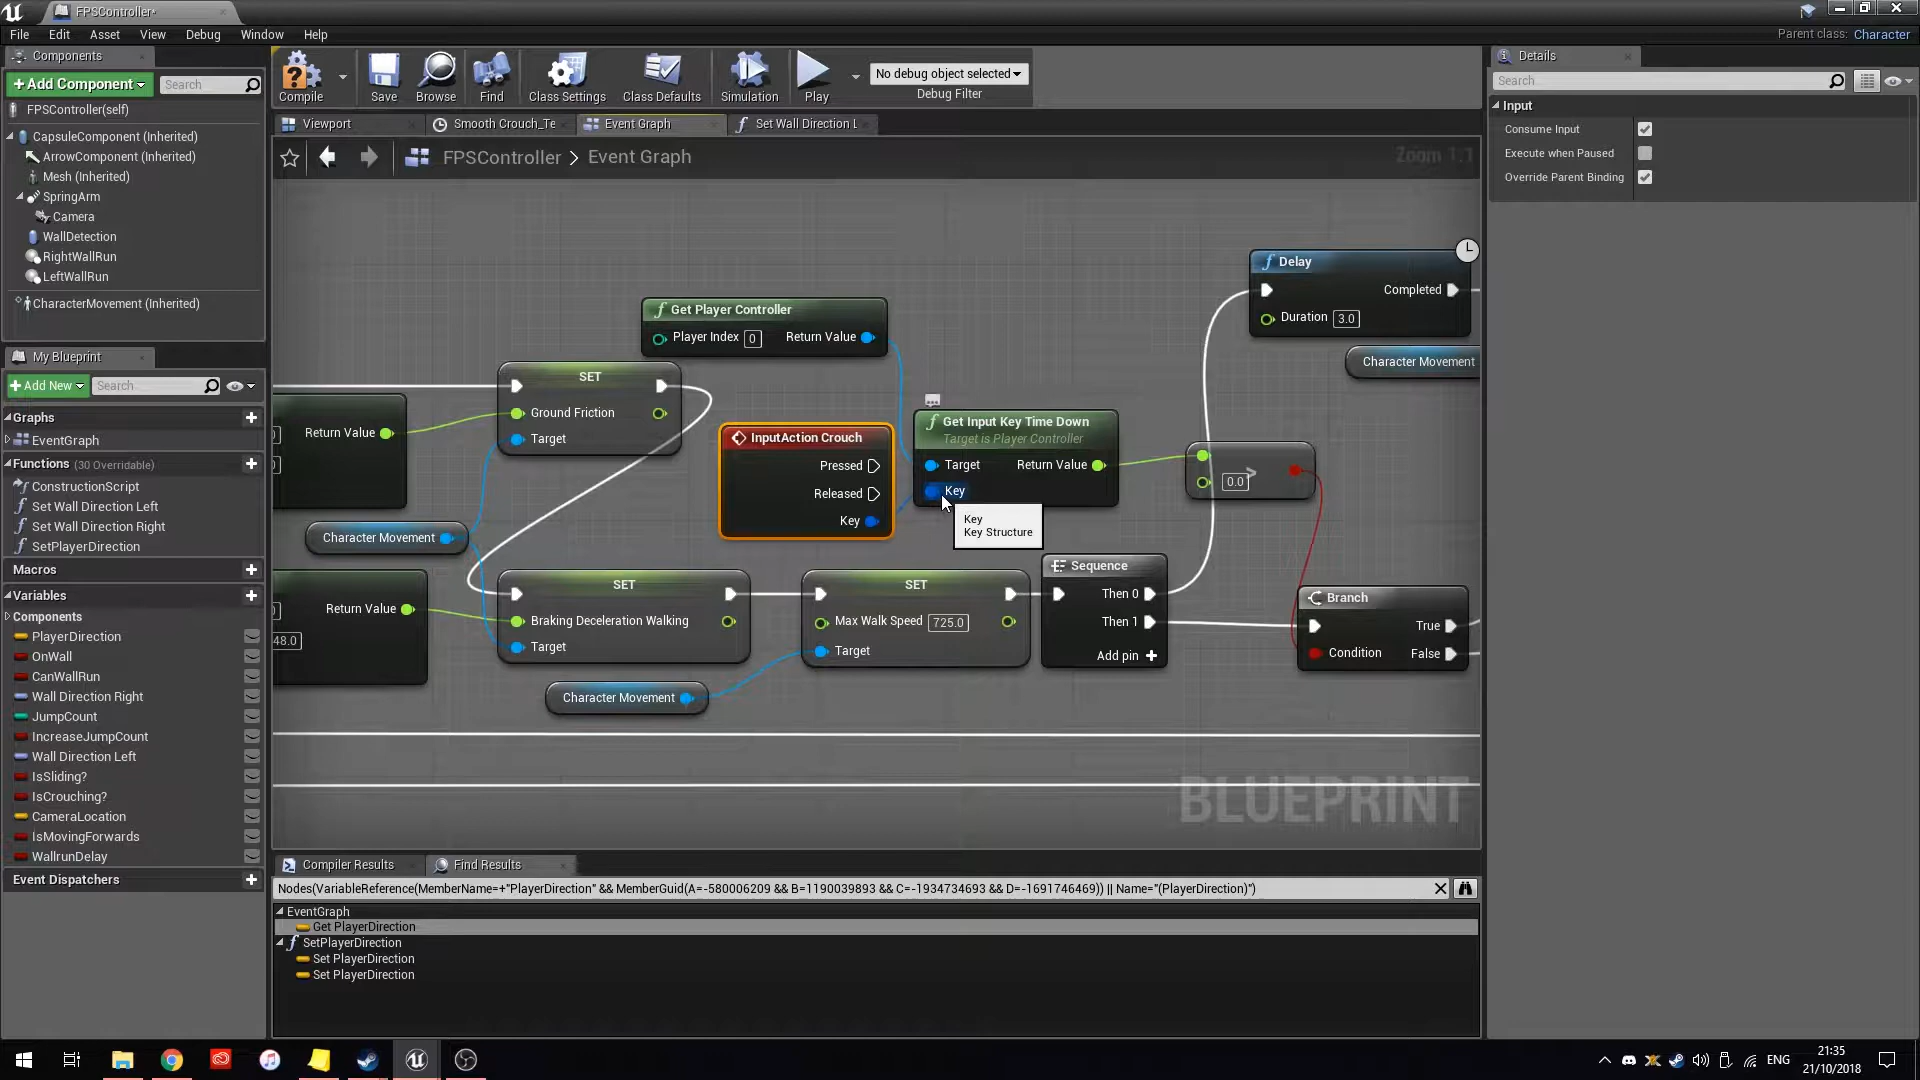 FPSController*
File Edit Asset View Debug Window Help
Parent class: Character
Components
+ Add Component Search
FPSController(self)
CapsuleComponent (Inherited)
ArrowComponent (Inherited)
Mesh (Inherited)
SpringArm
Camera
WallDetection
RightWallRun
LeftWallRun
CharacterMovement (Inherited)
My Blueprint
+ Add New Search
Graphs
EventGraph
Functions (30 Overridable)
ConstructionScript
Set Wall Direction Left
Set Wall Direction Right
SetPlayerDirection
Macros
Variables
Components
PlayerDirection
OnWall
CanWallRun
Wall Direction Right
JumpCount
IncreaseJumpCount
Wall Direction Left
IsSliding?
IsCrouching?
CameraLocation
IsMovingForwards
WallrunDelay
Event Dispatchers
Compile Save Browse Find Class Settings Class Defaults Simulation Play
No debug object selected
Debug Filter
Viewport Smooth Crouch_Te Event Graph Set Wall Direction L
FPSController > Event Graph
Zoom 1:1
Get Player Controller
Player Index 0 Return Value
SET
Ground Friction
Target
Return Value
Character Movement
InputAction Crouch
Pressed
Released
Key
Get Input Key Time Down
Target is Player Controller
Target Return Value
Key
Key
Key Structure
>
0.0
Delay
Completed
Duration 3.0
Character Movement
Return Value
48.0
SET
Braking Deceleration Walking
Target
SET
Max Walk Speed 725.0
Target
Character Movement
Sequence
Then 0
Then 1
Add pin +
Branch
True
Condition False
BLUEPRINT
Compiler Results Find Results
Nodes(VariableReference(MemberName=+"PlayerDirection" && MemberGuid(A=-580006209 && B=1190039893 && C=-1934734693 && D=-1691746469)) || Name="(PlayerDirection)")
EventGraph
Get PlayerDirection
SetPlayerDirection
Set PlayerDirection
Set PlayerDirection
Details
Search
Input
Consume Input
Execute when Paused
Override Parent Binding
ENG
21:35
21/10/2018